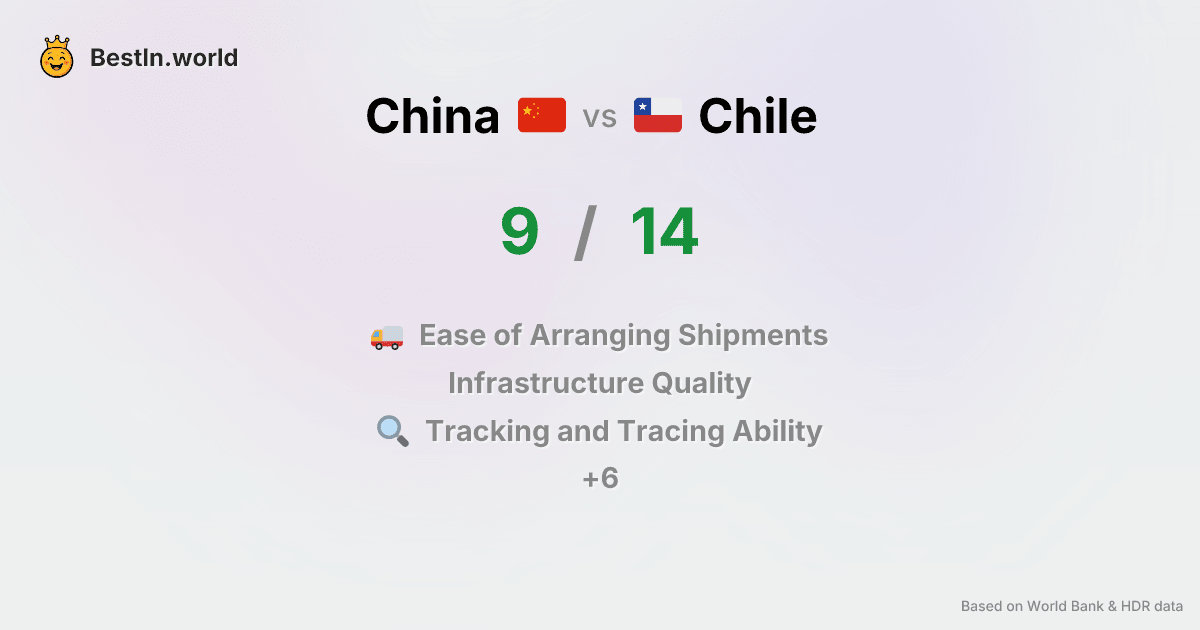 BestIn.world
China vs Chile
9 / 14
Ease of Arranging Shipments
Infrastructure Quality
Tracking and Tracing Ability
+6
Based on World Bank & HDR data